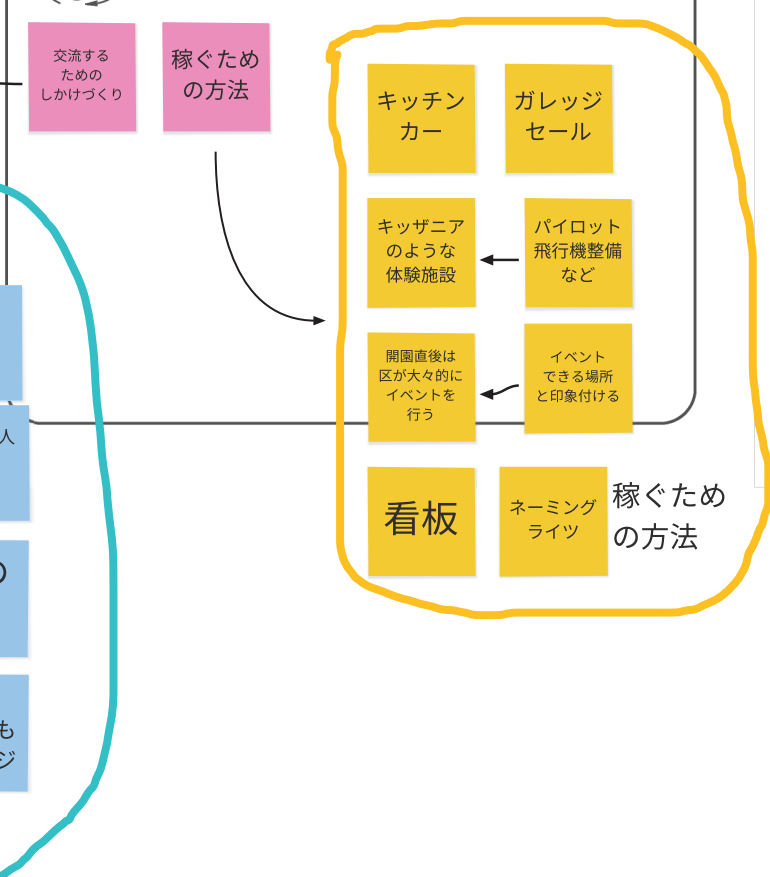 交流する
ための
しかけづくり
稼ぐため
の方法
キッチン
カー
ガレッジ
セール
キッザニア
のような
体験施設
パイロット
飛行機整備
など
開園直後は
区が大々的に
イベントを
行う
イベント
できる場所
と印象付ける
看板
ネーミング
ライツ
稼ぐため
の方法
人
の
も
ジ